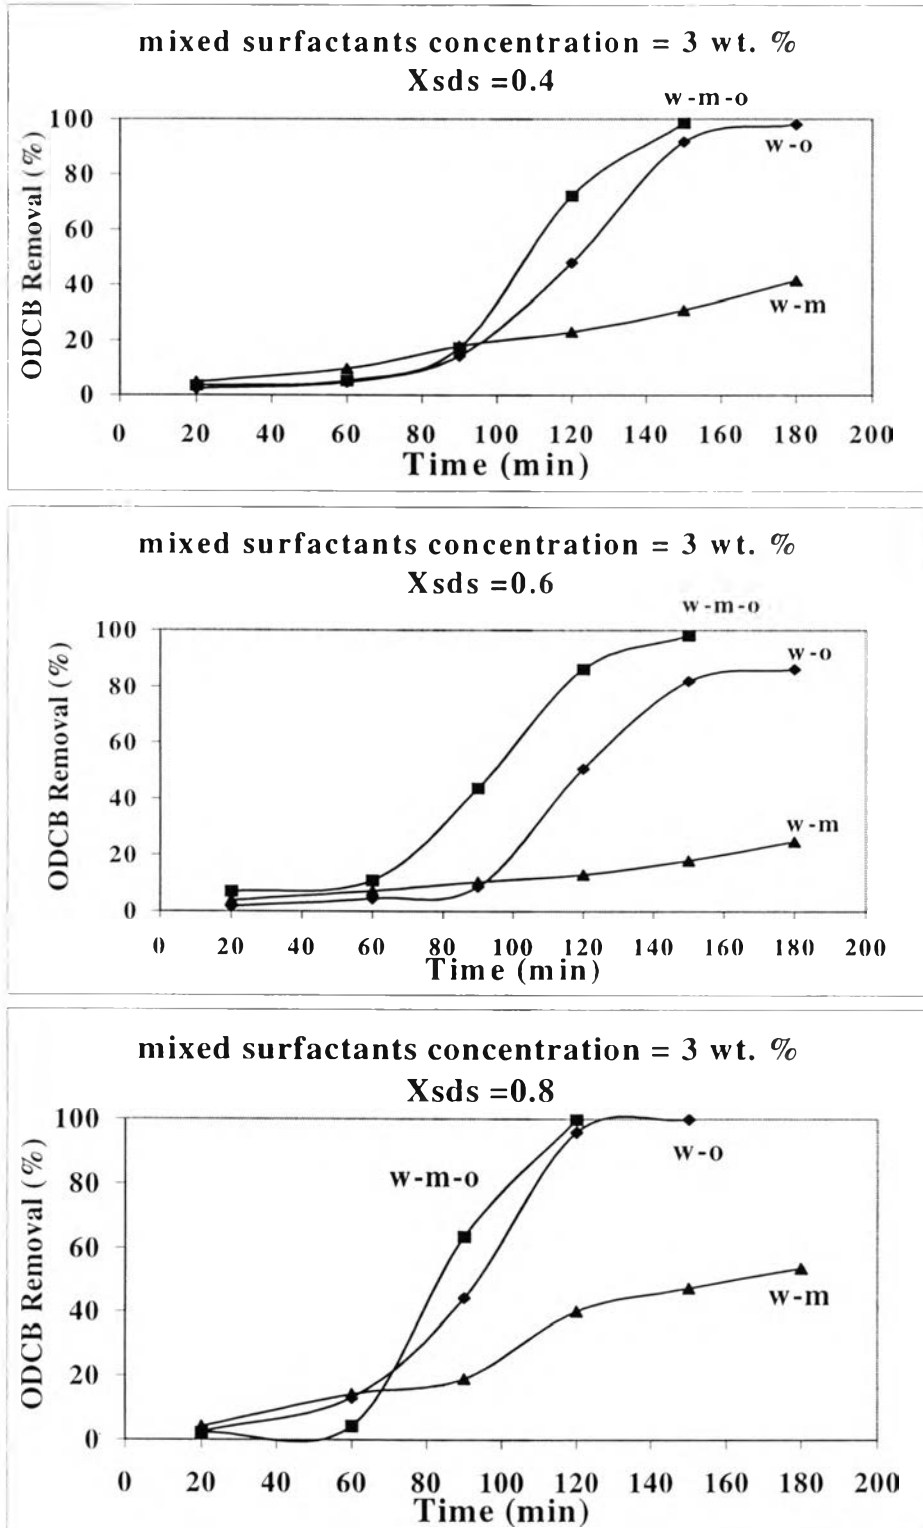 mixed surfactants concentration = 3 wt. %
Xsds =0.4
w-m-o
100
80
60
40
20
0
ODCB Removal (%)
w-o
w-m
0 20 40 60 80 100 120 140 160 180 200
Time (min)
mixed surfactants concentration = 3 wt. %
Xsds =0.6
w-m-o
100
80
60
40
20
0
ODCB Removal (%)
w-o
w-m
0 20 40 60 80 100 120 140 160 180 200
Time (min)
mixed surfactants concentration = 3 wt. %
Xsds =0.8
100
80
60
40
20
0
ODCB Removal (%)
w-m-o
w-o
w-m
0 20 40 60 80 100 120 140 160 180 200
Time (min)